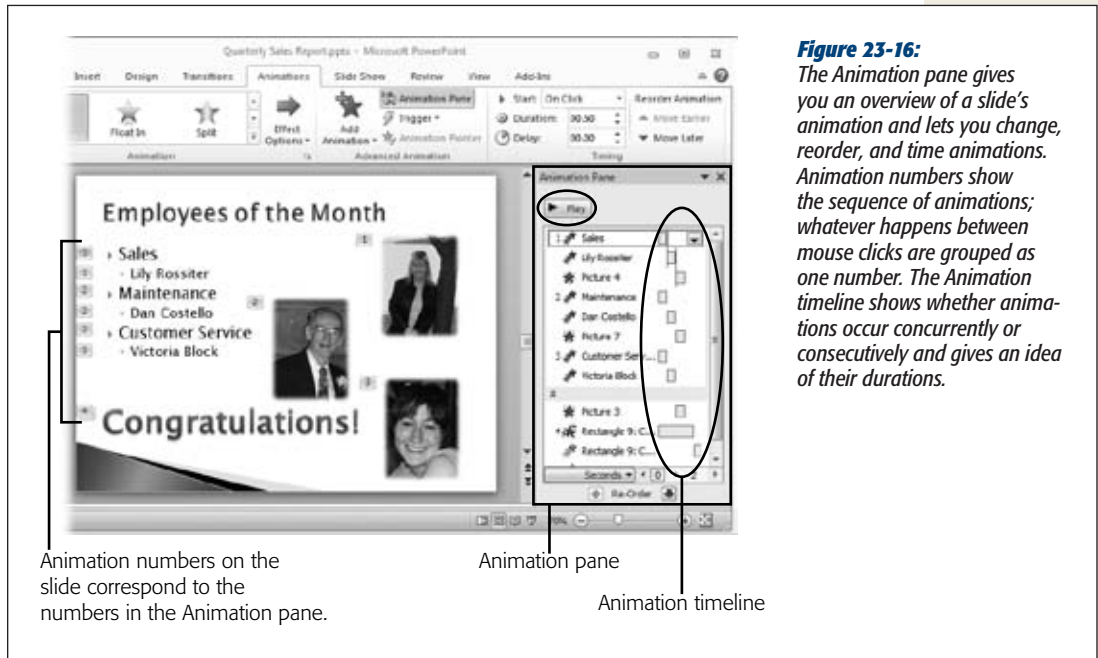 Quarterly Sales Report.pptx - Microsoft PowerPoint
Insert Design Transitions Animations Slide Show Review View Add-Ins
Float In Split Effect Options Add Animation Animation Pane Trigger Animation Painter
Start: On Click Duration: 00.50 Delay: 00.50
Reorder Animation Move Earlier Move Later
Animation Advanced Animation Timing
Employees of the Month
Sales
Lily Rossiter
Maintenance
Dan Costello
Customer Service
Victoria Block
Congratulations!
1
2
3
4
Animation Pane
Play
1 Sales
Lily Rossiter
Picture 4
2 Maintenance
Dan Costello
Picture 7
3 Customer Serv...
Victoria Block
Picture 3
4 Rectangle 9: C...
Rectangle 9: C...
Seconds 0 2
Re-Order
70%
Animation numbers on the
slide correspond to the
numbers in the Animation pane.
Animation pane
Animation timeline
Figure 23-16:
The Animation pane gives
you an overview of a slide's
animation and lets you change,
reorder, and time animations.
Animation numbers show
the sequence of animations;
whatever happens between
mouse clicks are grouped as
one number. The Animation
timeline shows whether anima-
tions occur concurrently or
consecutively and gives an idea
of their durations.